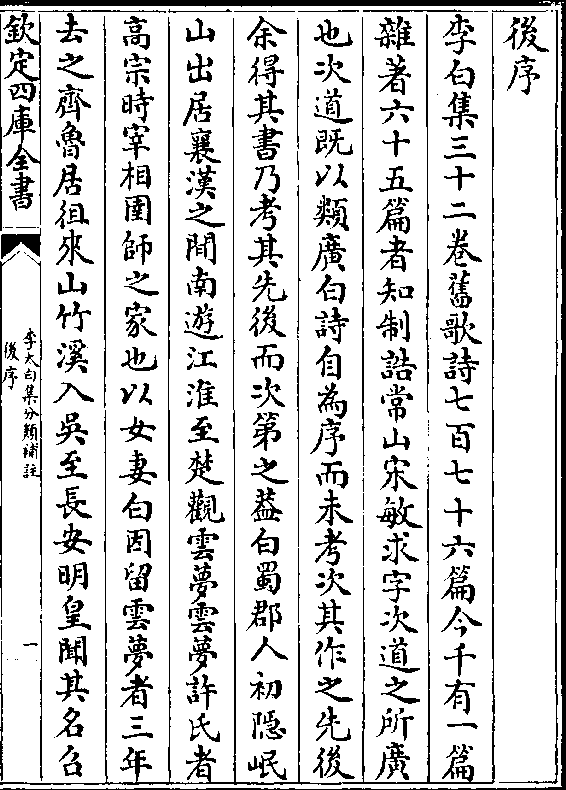 後序
李白集三十二卷舊歌詩七百七十六篇今千有一篇
雜著六十五篇者知制誥常山宋敏求字次道之所廣
也次道既以類廣白詩自為序而未考次其作之先後
余得其書乃考其先後而次第之葢白蜀郡人初隱岷
山出居襄漢之間南遊江淮至楚觀雲夢雲夢許氏者
高宗時宰相圉師之家也以女妻白因留雲夢者三年
去之齊魯居徂來山竹溪入吳至長安明皇聞其名召
欽定四庫全書
李太白集分類補註
後序
一